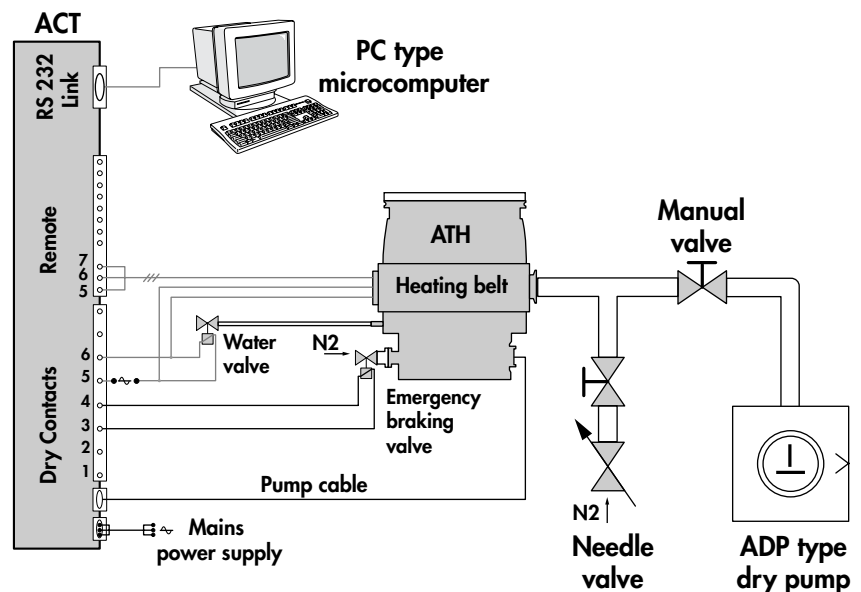 ACT
RS 232
Link
PC type
microcomputer
Remote
7
6
5
ATH
Heating belt
Manual
valve
Dry Contacts
6
5
4
3
2
1
Water
valve
N2
Emergency
braking
valve
Pump cable
Mains
power supply
N2
Needle
valve
ADP type
dry pump